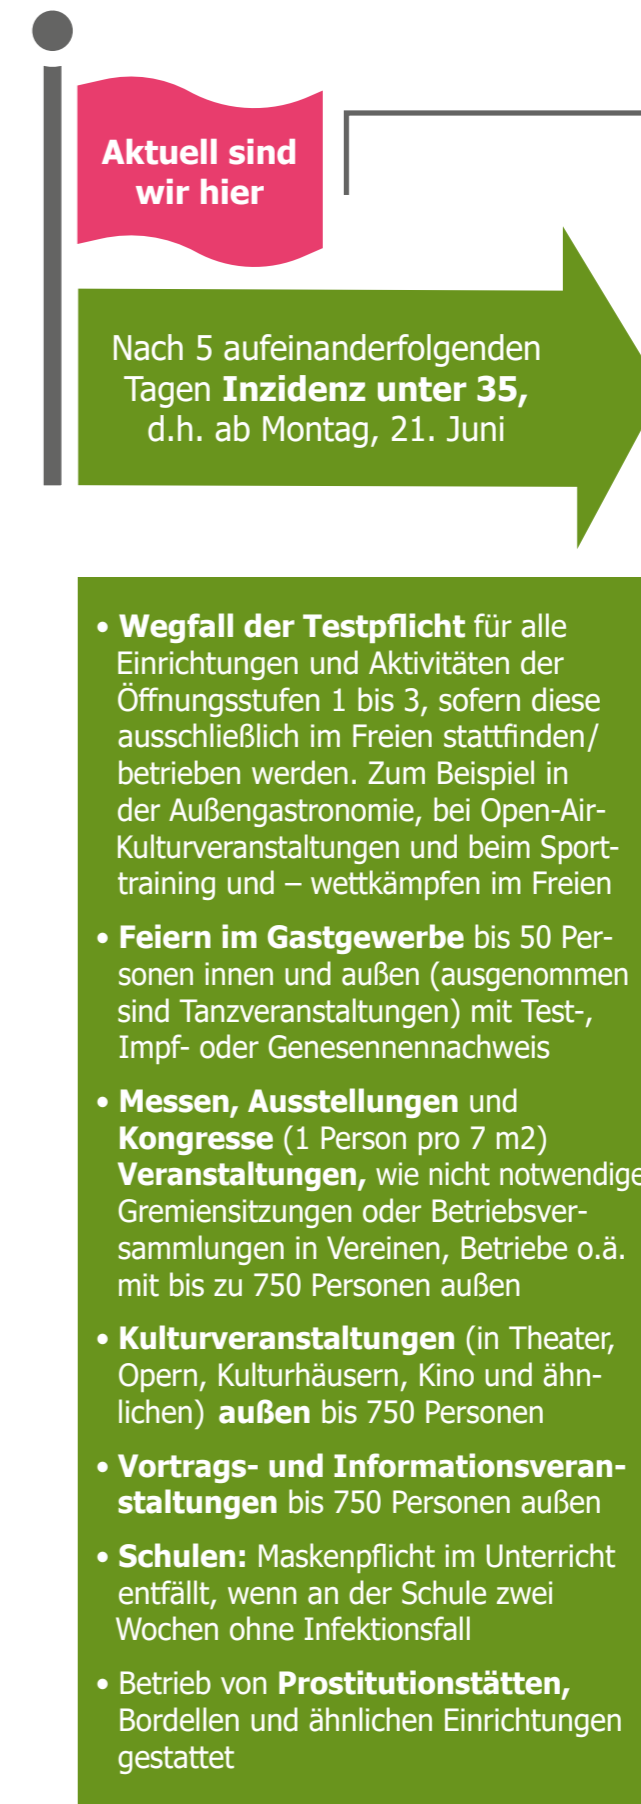 Aktuell sind
wir hier
Nach 5 aufeinanderfolgenden
Tagen Inzidenz unter 35,
d.h. ab Montag, 21. Juni
• Wegfall der Testpflicht für alle
Einrichtungen und Aktivitäten der
Öffnungsstufen 1 bis 3, sofern diese
ausschließlich im Freien stattfinden/
betrieben werden. Zum Beispiel in
der Außengastronomie, bei Open-Air-
Kulturveranstaltungen und beim Sport-
training und – wettkämpfen im Freien
• Feiern im Gastgewerbe bis 50 Per-
sonen innen und außen (ausgenommen
sind Tanzveranstaltungen) mit Test-,
Impf- oder Genesennennachweis
• Messen, Ausstellungen und
Kongresse (1 Person pro 7 m2)
Veranstaltungen, wie nicht notwendige
Gremiensitzungen oder Betriebsver-
sammlungen in Vereinen, Betriebe o.ä.
mit bis zu 750 Personen außen
• Kulturveranstaltungen (in Theater,
Opern, Kulturhäusern, Kino und ähn-
lichen) außen bis 750 Personen
• Vortrags- und Informationsveran-
staltungen bis 750 Personen außen
• Schulen: Maskenpflicht im Unterricht
entfällt, wenn an der Schule zwei
Wochen ohne Infektionsfall
• Betrieb von Prostitutionstätten,
Bordellen und ähnlichen Einrichtungen
gestattet